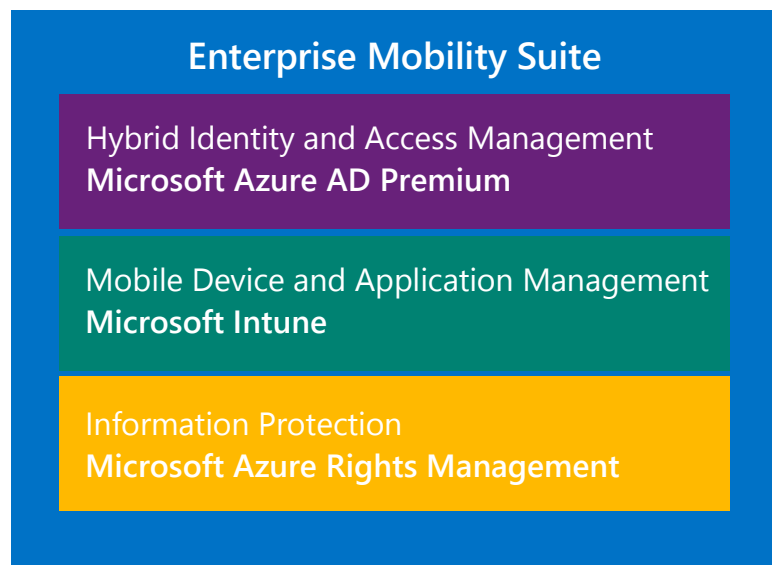 Enterprise Mobility Suite
Hybrid Identity and Access Management
Microsoft Azure AD Premium
Mobile Device and Application Management
Microsoft Intune
Information Protection
Microsoft Azure Rights Management